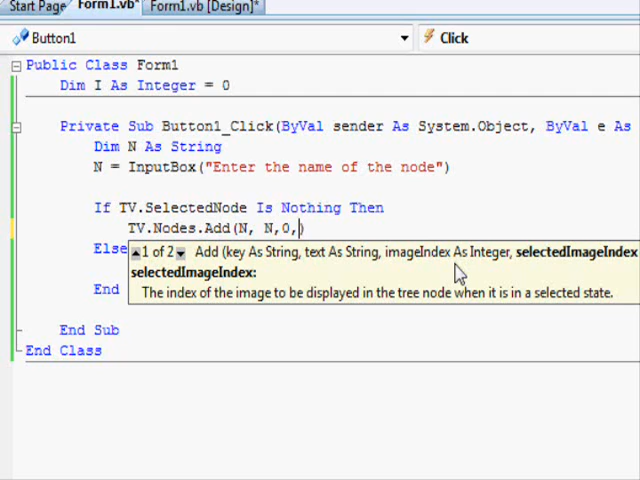 Start Page Form1.vb* Form1.vb [Design]*
Button1 Click
Public Class Form1
Dim I As Integer = 0
Private Sub Button1_Click(ByVal sender As System.Object, ByVal e As
Dim N As String
N = InputBox("Enter the name of the node")
If TV.SelectedNode Is Nothing Then
TV.Nodes.Add(N, N,0,)
Else
1 of 2 Add (key As String, text As String, imageIndex As Integer, selectedImageIndex
selectedImageIndex:
The index of the image to be displayed in the tree node when it is in a selected state.
End
End Sub
End Class